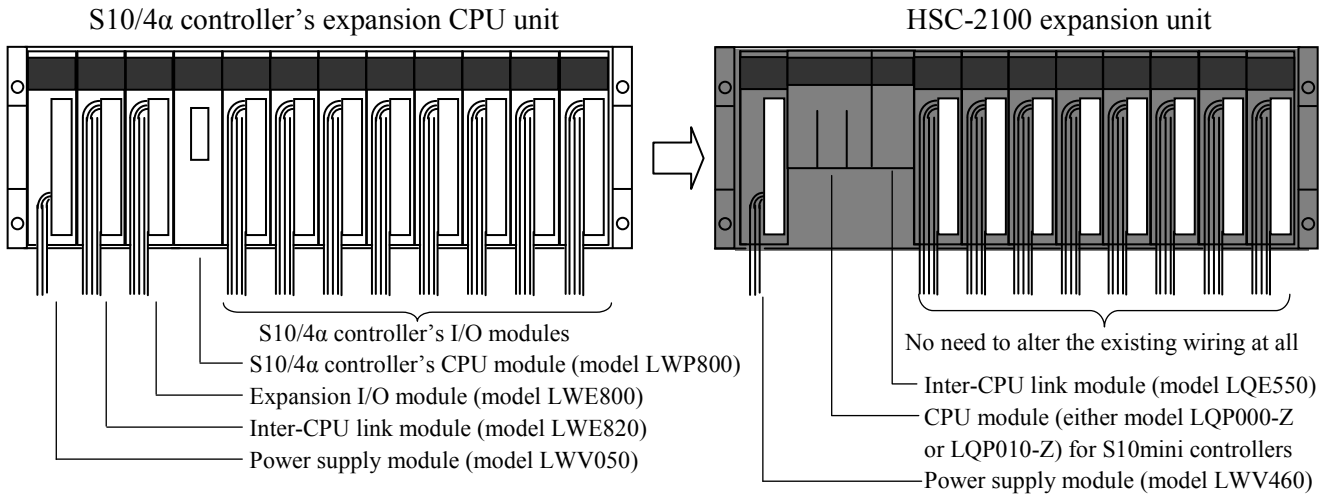 S10/4α controller's expansion CPU unit
HSC-2100 expansion unit
S10/4α controller's I/O modules
S10/4α controller's CPU module (model LWP800)
Expansion I/O module (model LWE800)
Inter-CPU link module (model LWE820)
Power supply module (model LWV050)
No need to alter the existing wiring at all
Inter-CPU link module (model LQE550)
CPU module (either model LQP000-Z
or LQP010-Z) for S10mini controllers
Power supply module (model LWV460)